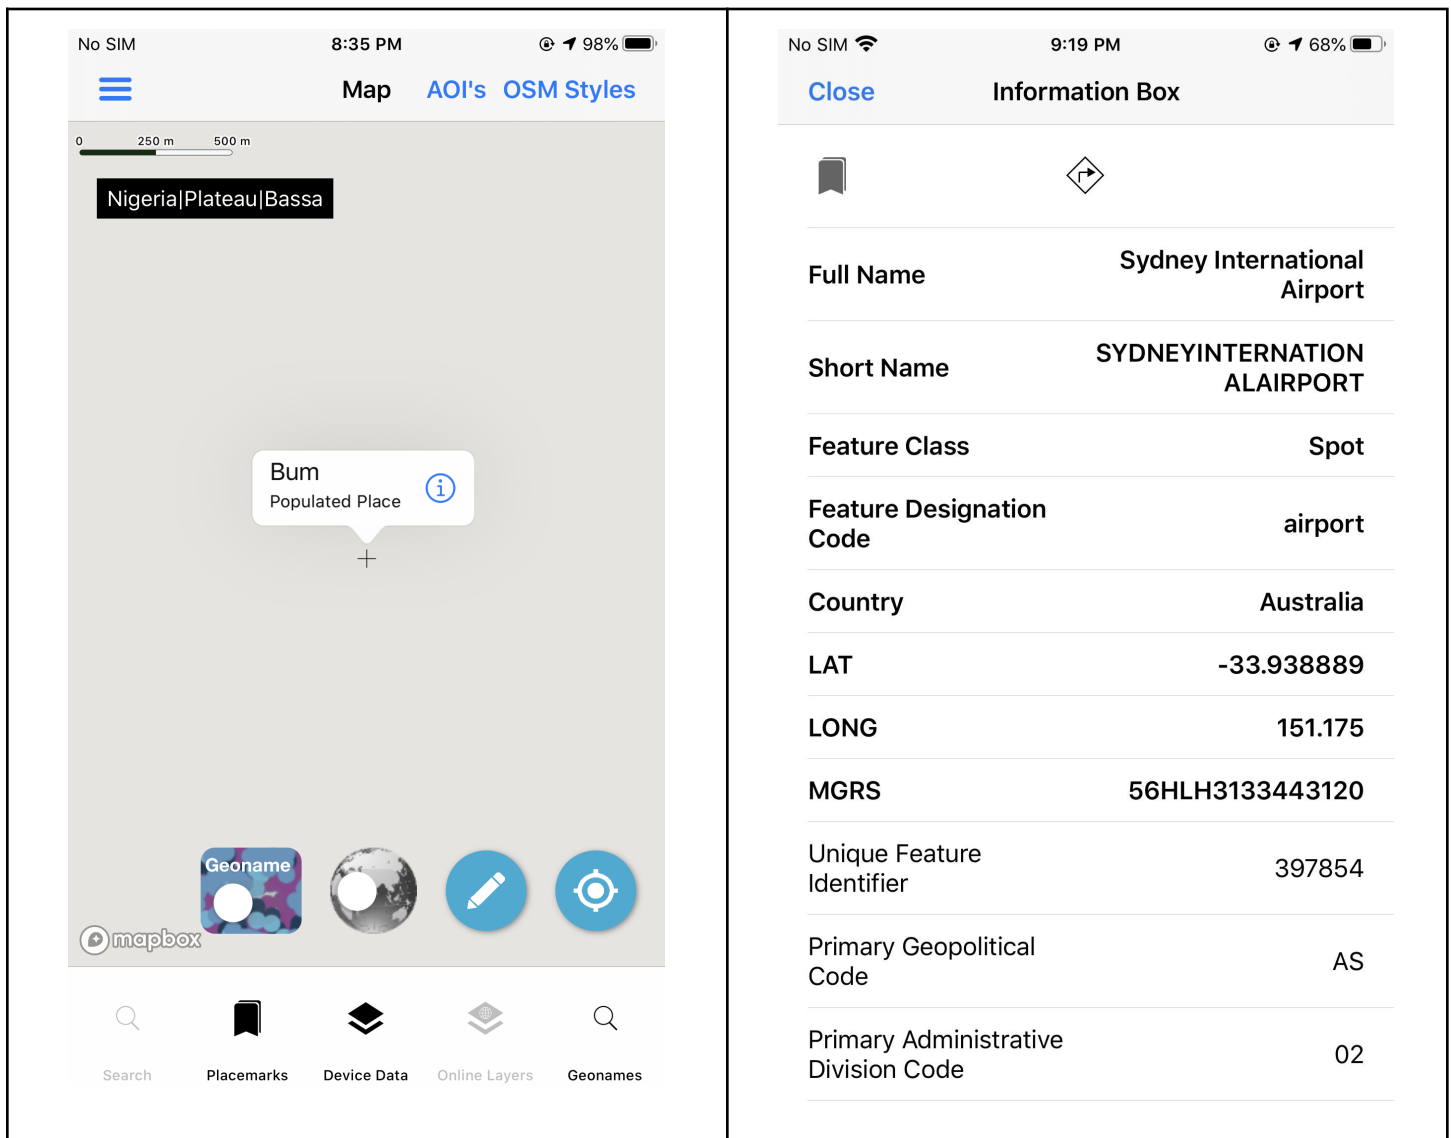 No SIM 8:35 PM 98%
Map AOI's OSM Styles
0 250 m 500 m
Nigeria|Plateau|Bassa
Bum
Populated Place
Geoname
mapbox
Search Placemarks Device Data Online Layers Geonames
No SIM 9:19 PM 68%
Close Information Box
Full Name Sydney International
Airport
Short Name SYDNEYINTERNATION
ALAIRPORT
Feature Class Spot
Feature Designation
Code airport
Country Australia
LAT -33.938889
LONG 151.175
MGRS 56HLH3133443120
Unique Feature
Identifier 397854
Primary Geopolitical
Code AS
Primary Administrative
Division Code 02